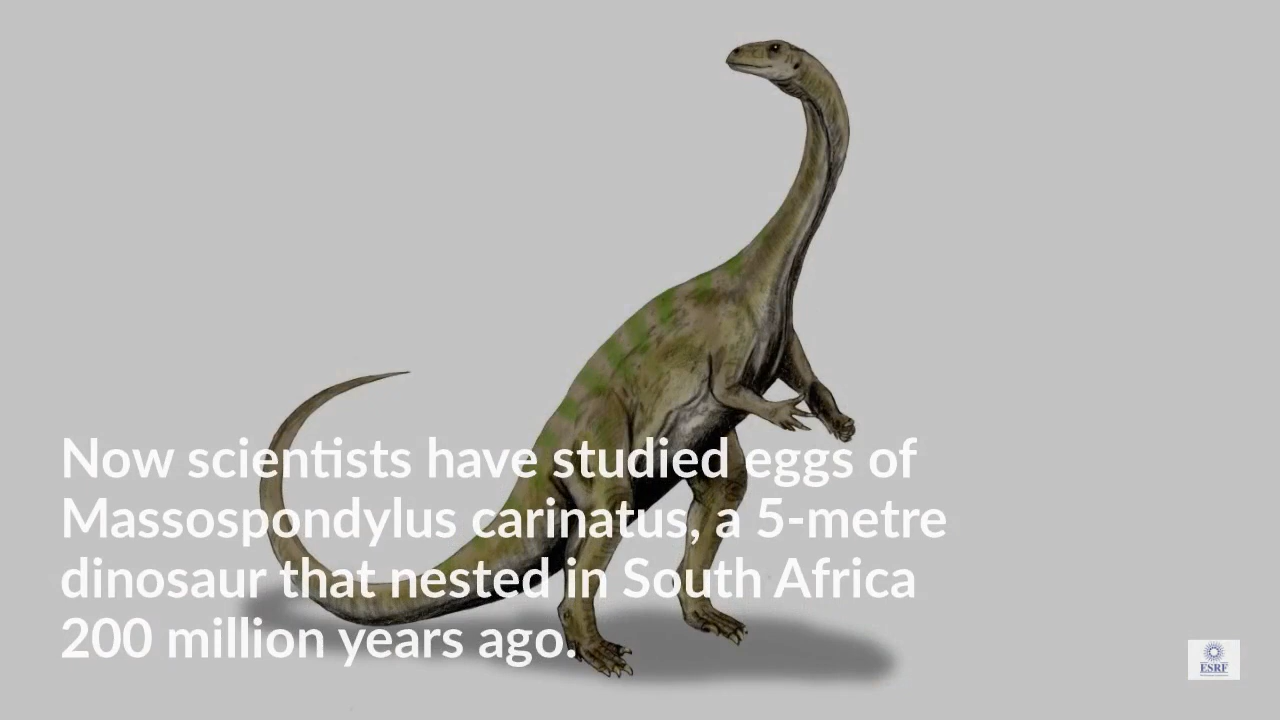 Now scientists have studied eggs of
Massospondylus carinatus, a 5-metre
dinosaur that nested in South Africa
200 million years ago.
ESRF